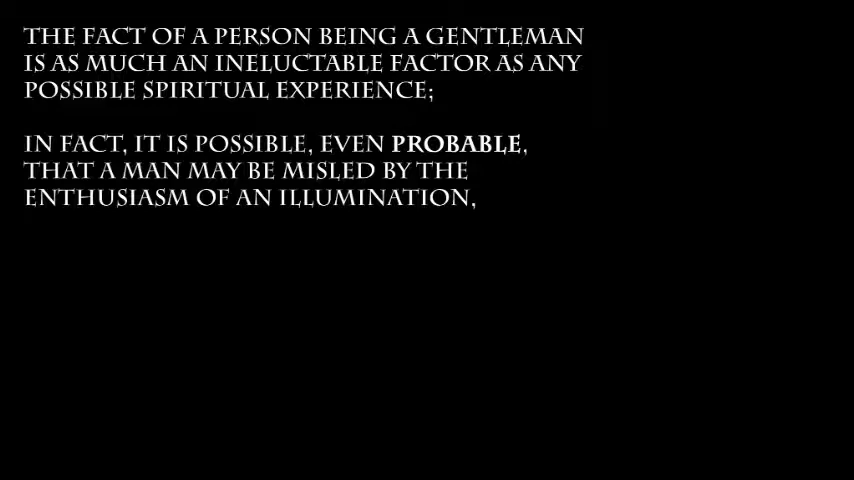 THE FACT OF A PERSON BEING A GENTLEMAN
IS AS MUCH AN INELUCTABLE FACTOR AS ANY
POSSIBLE SPIRITUAL EXPERIENCE;
IN FACT, IT IS POSSIBLE, EVEN PROBABLE,
THAT A MAN MAY BE MISLED BY THE
ENTHUSIASM OF AN ILLUMINATION,